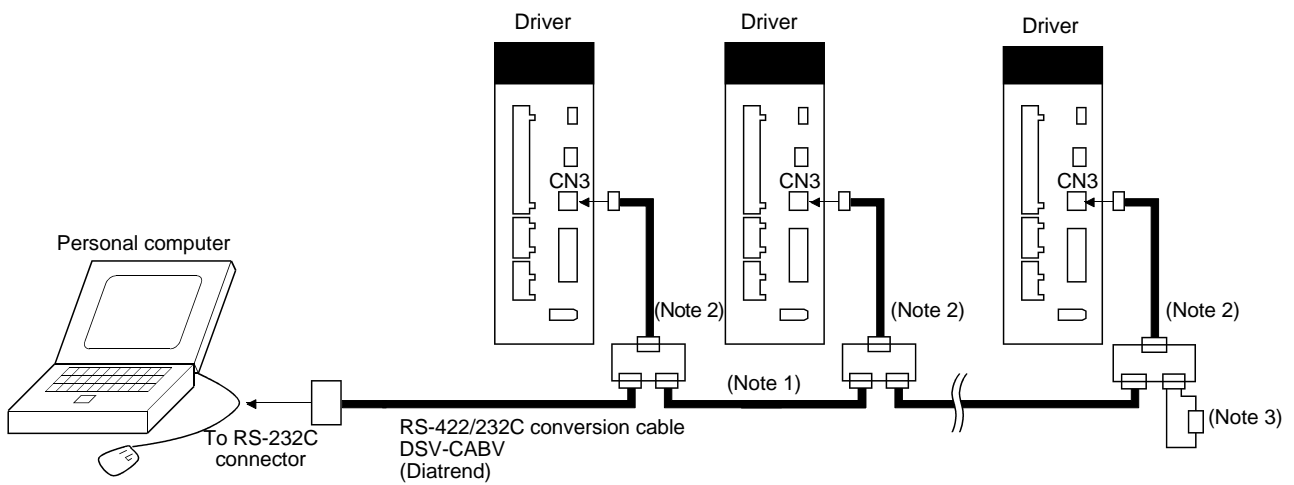 Driver
Driver
Driver
CN3
CN3
CN3
Personal computer
(Note 2)
(Note 2)
(Note 2)
(Note 1)
(Note 3)
To RS-232C
connector
RS-422/232C conversion cable
DSV-CABV
(Diatrend)